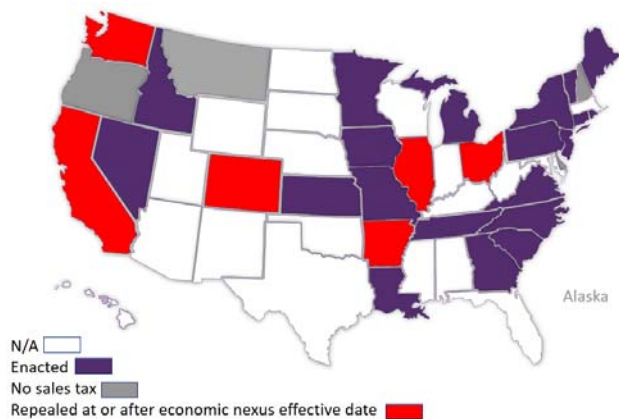 Alaska
N/A
Enacted
No sales tax
Repealed at or after economic nexus effective date